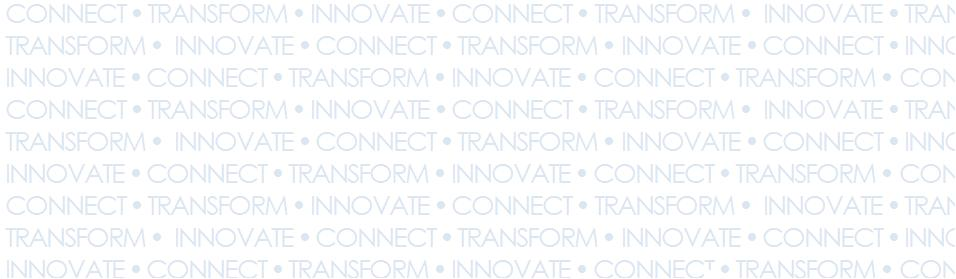 CONNECT • TRANSFORM • INNOVATE • CONNECT • TRANSFORM • INNOVATE • TRAN
TRANSFORM • INNOVATE • CONNECT • TRANSFORM • INNOVATE • CONNECT • INNO
INNOVATE • CONNECT • TRANSFORM • INNOVATE • CONNECT • TRANSFORM • CON
CONNECT • TRANSFORM • INNOVATE • CONNECT • TRANSFORM • INNOVATE • TRAN
TRANSFORM • INNOVATE • CONNECT • TRANSFORM • INNOVATE • CONNECT • INNO
INNOVATE • CONNECT • TRANSFORM • INNOVATE • CONNECT • TRANSFORM • CON
CONNECT • TRANSFORM • INNOVATE • CONNECT • TRANSFORM • INNOVATE • TRAN
TRANSFORM • INNOVATE • CONNECT • TRANSFORM • INNOVATE • CONNECT • INNO
INNOVATE • CONNECT • TRANSFORM • INNOVATE • CONNECT • TRANSFORM • CON